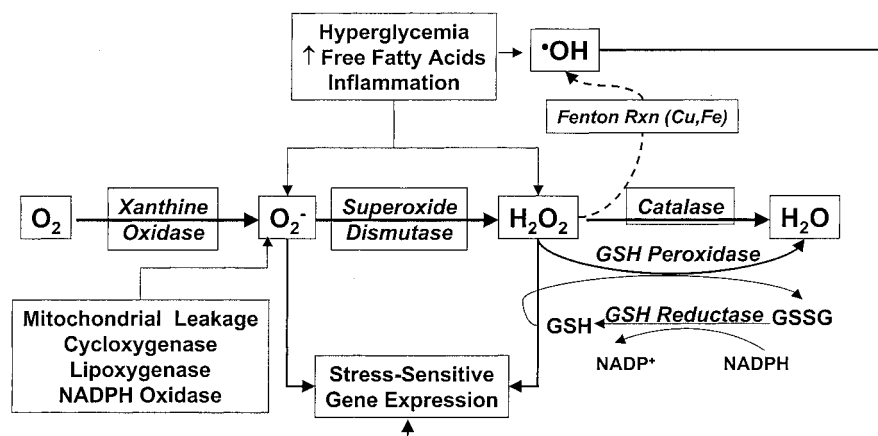 Hyperglycemia
↑ Free Fatty Acids
Inflammation
•OH
Fenton Rxn (Cu,Fe)
O₂
Xanthine
Oxidase
O₂⁻
Superoxide
Dismutase
H₂O₂
Catalase
H₂O
GSH Peroxidase
Mitochondrial Leakage
Cycloxygenase
Lipoxygenase
NADPH Oxidase
GSH
GSH Reductase
GSSG
NADP⁺
NADPH
Stress-Sensitive
Gene Expression